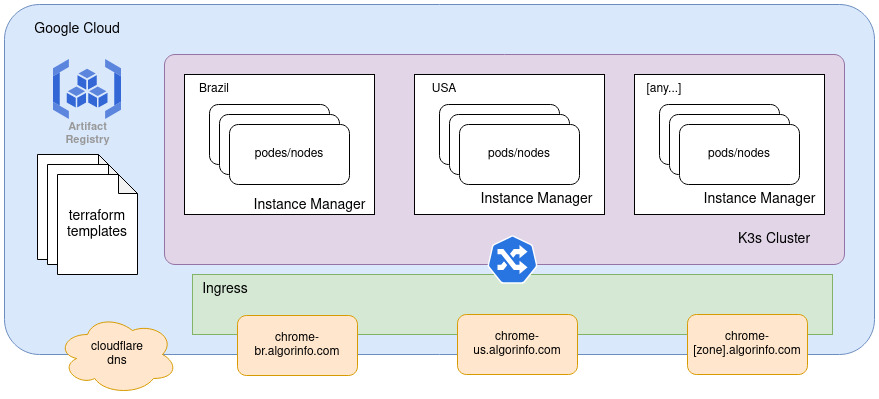 Google Cloud
Artifact
Registry
terraform
templates
Brazil
podes/nodes
Instance Manager
USA
pods/nodes
Instance Manager
[any...]
pods/nodes
Instance Manager
K3s Cluster
Ingress
cloudflare
dns
chrome-
br.algorinfo.com
chrome-
us.algorinfo.com
chrome-
[zone].algorinfo.com